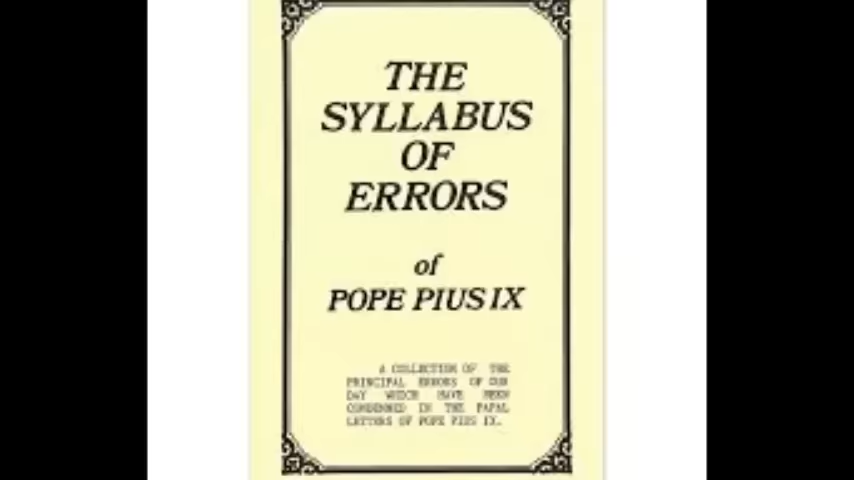 THE
SYLLABUS
OF
ERRORS
of
POPE PIUS IX
A COLLECTION OF THE
PRINCIPAL ERRORS OF OUR
DAY WHICH HAVE BEEN
CONDEMNED IN THE PAPAL
LETTERS OF POPE PIUS IX.